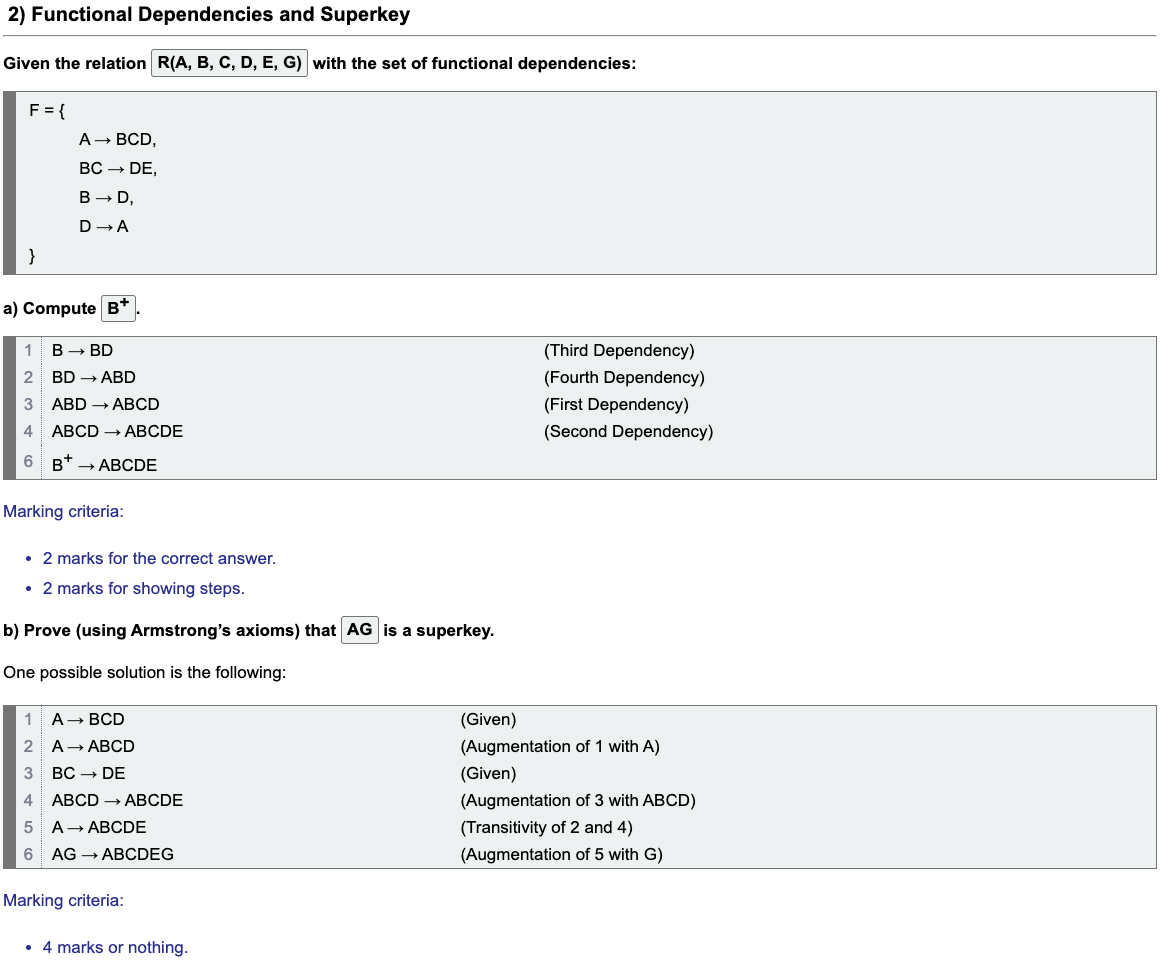 2) Functional Dependencies and Superkey
Given the relation R(A, B, C, D, E, G) with the set of functional dependencies:
F = {
A → BCD,
BC → DE,
B → D,
D → A
}
a) Compute B⁺.
1 B → BD (Third Dependency)
2 BD → ABD (Fourth Dependency)
3 ABD → ABCD (First Dependency)
4 ABCD → ABCDE (Second Dependency)
6 B⁺ → ABCDE
Marking criteria:
• 2 marks for the correct answer.
• 2 marks for showing steps.
b) Prove (using Armstrong’s axioms) that AG is a superkey.
One possible solution is the following:
1 A → BCD (Given)
2 A → ABCD (Augmentation of 1 with A)
3 BC → DE (Given)
4 ABCD → ABCDE (Augmentation of 3 with ABCD)
5 A → ABCDE (Transitivity of 2 and 4)
6 AG → ABCDEG (Augmentation of 5 with G)
Marking criteria:
• 4 marks or nothing.